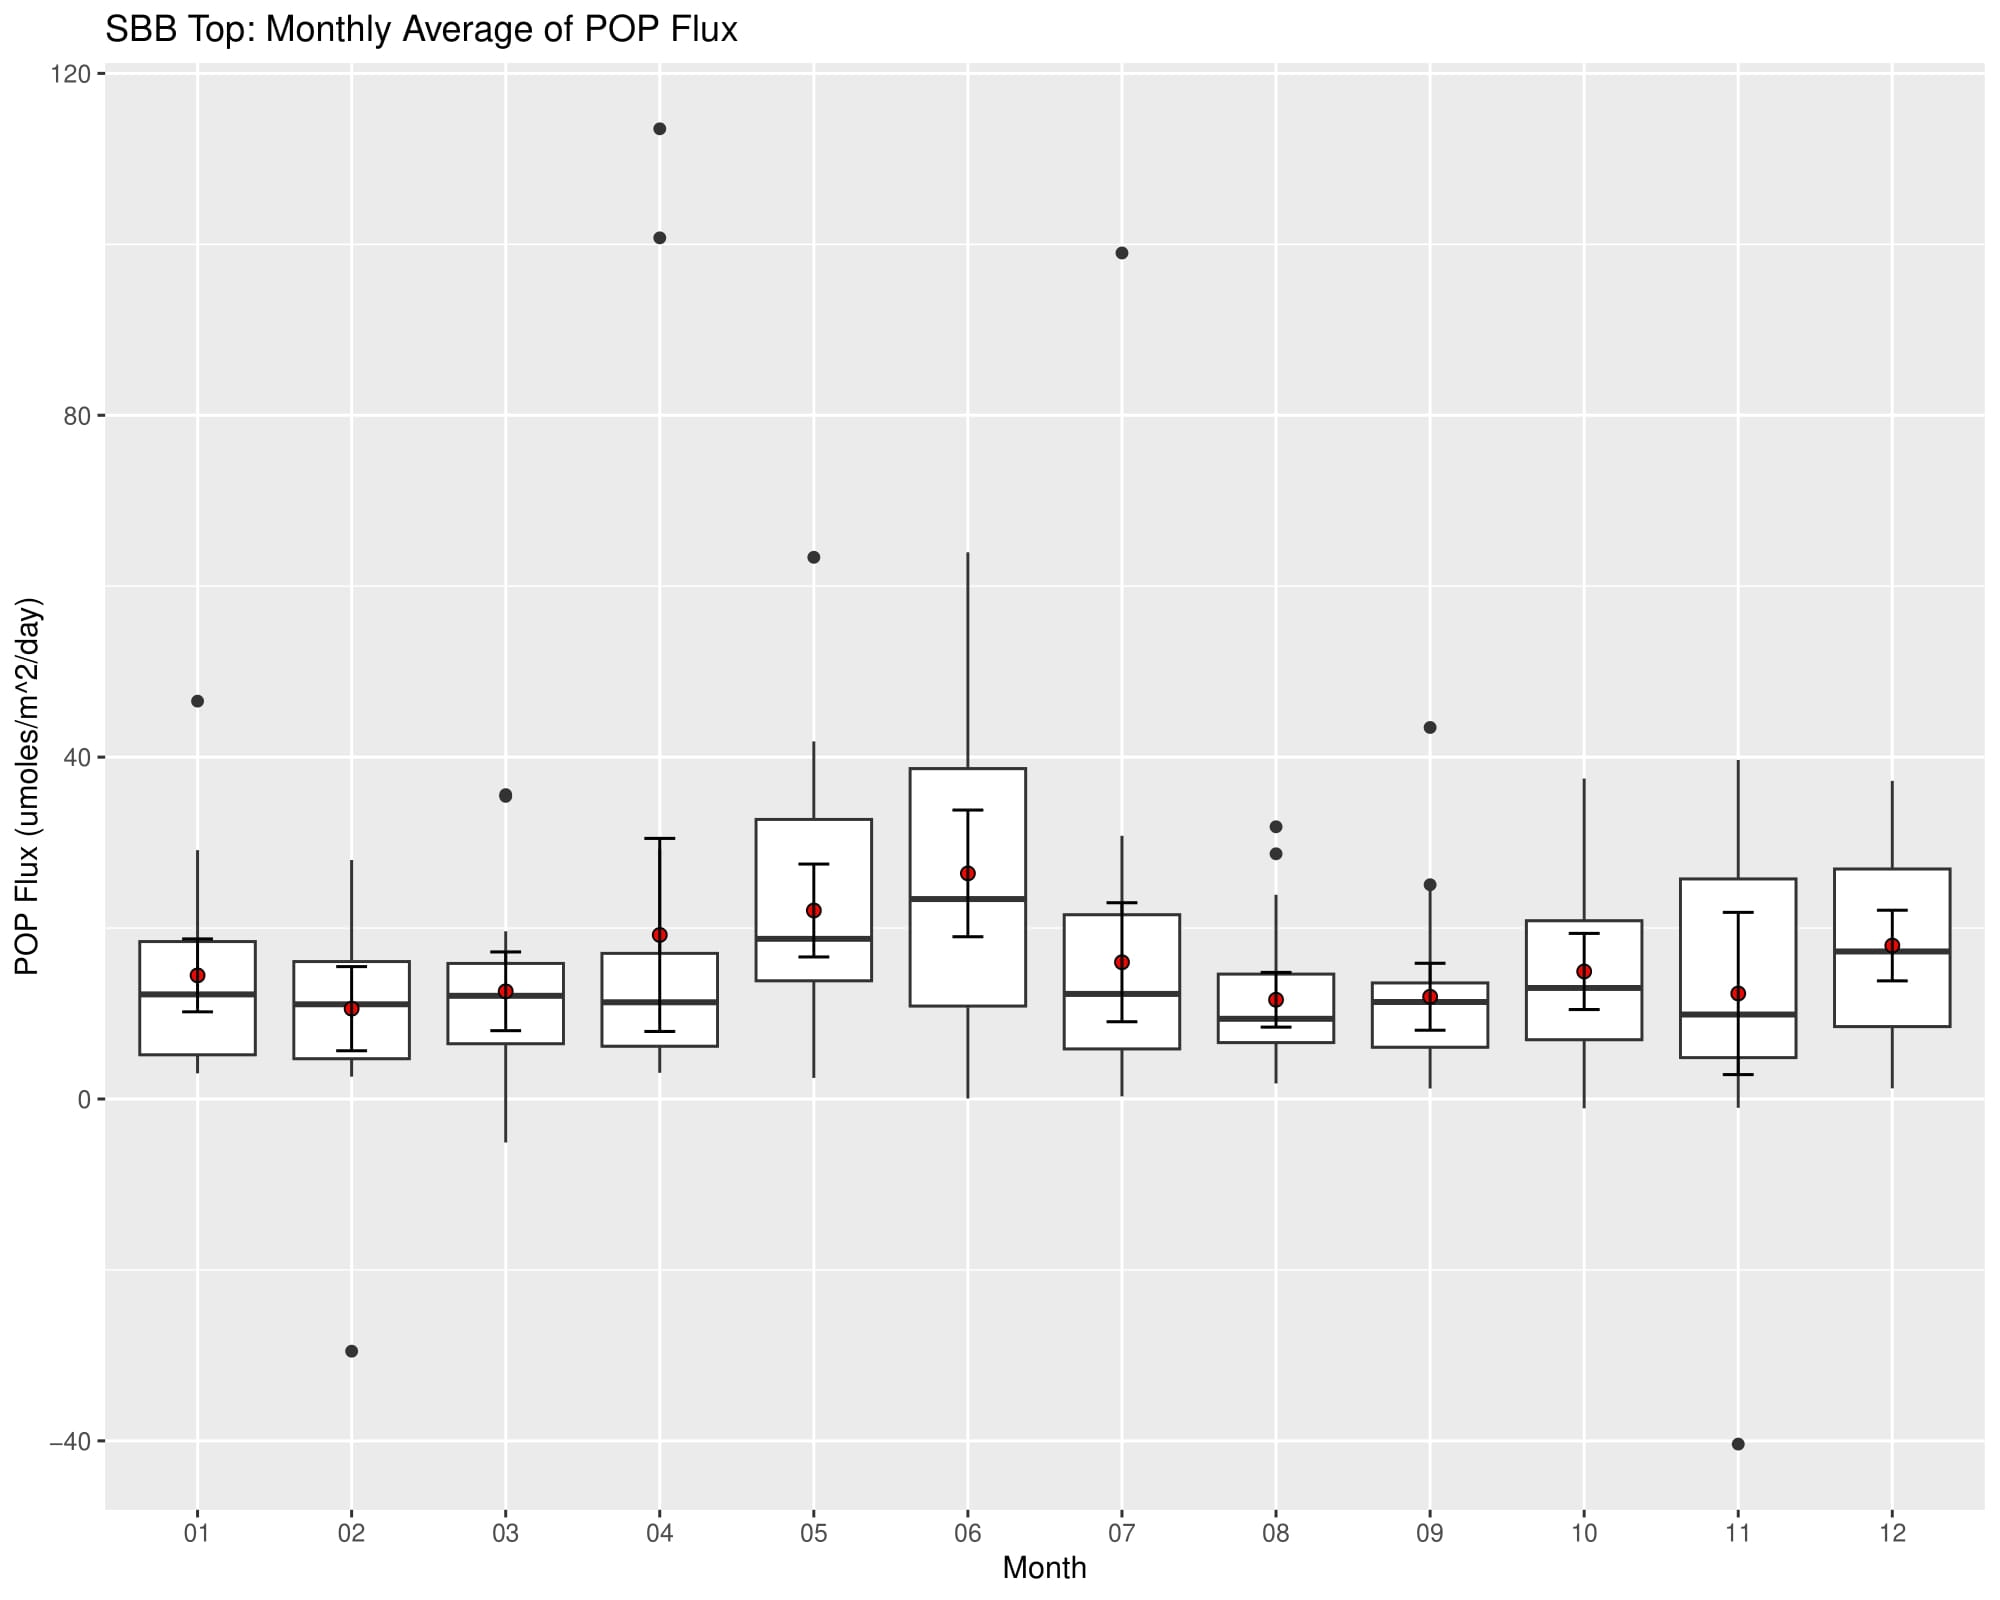 SBB Top: Monthly Average of POP Flux
120
80
40
0
−40
POP Flux (umoles/m^2/day)
01 02 03 04 05 06 07 08 09 10 11 12
Month